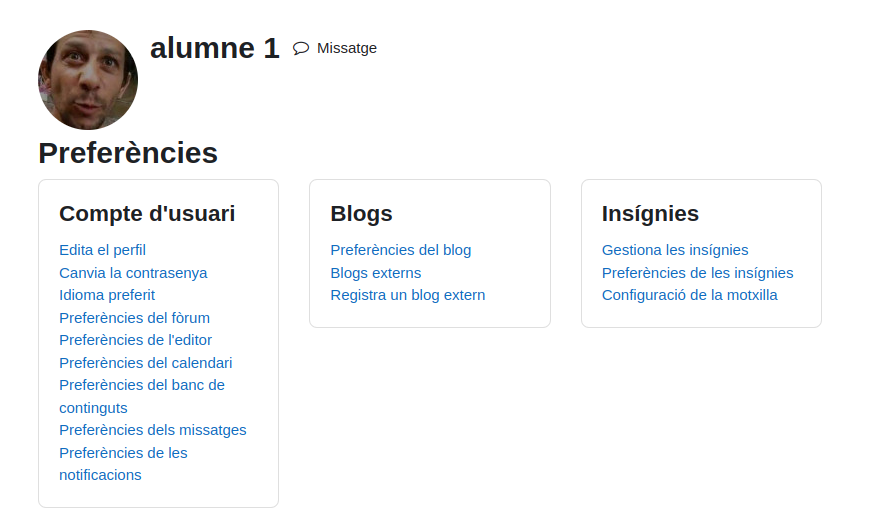 alumne 1 Missatge
Preferències
Compte d'usuari
Edita el perfil
Canvia la contrasenya
Idioma preferit
Preferències del fòrum
Preferències de l'editor
Preferències del calendari
Preferències del banc de
continguts
Preferències dels missatges
Preferències de les
notificacions
Blogs
Preferències del blog
Blogs externs
Registra un blog extern
Insígnies
Gestiona les insígnies
Preferències de les insígnies
Configuració de la motxilla